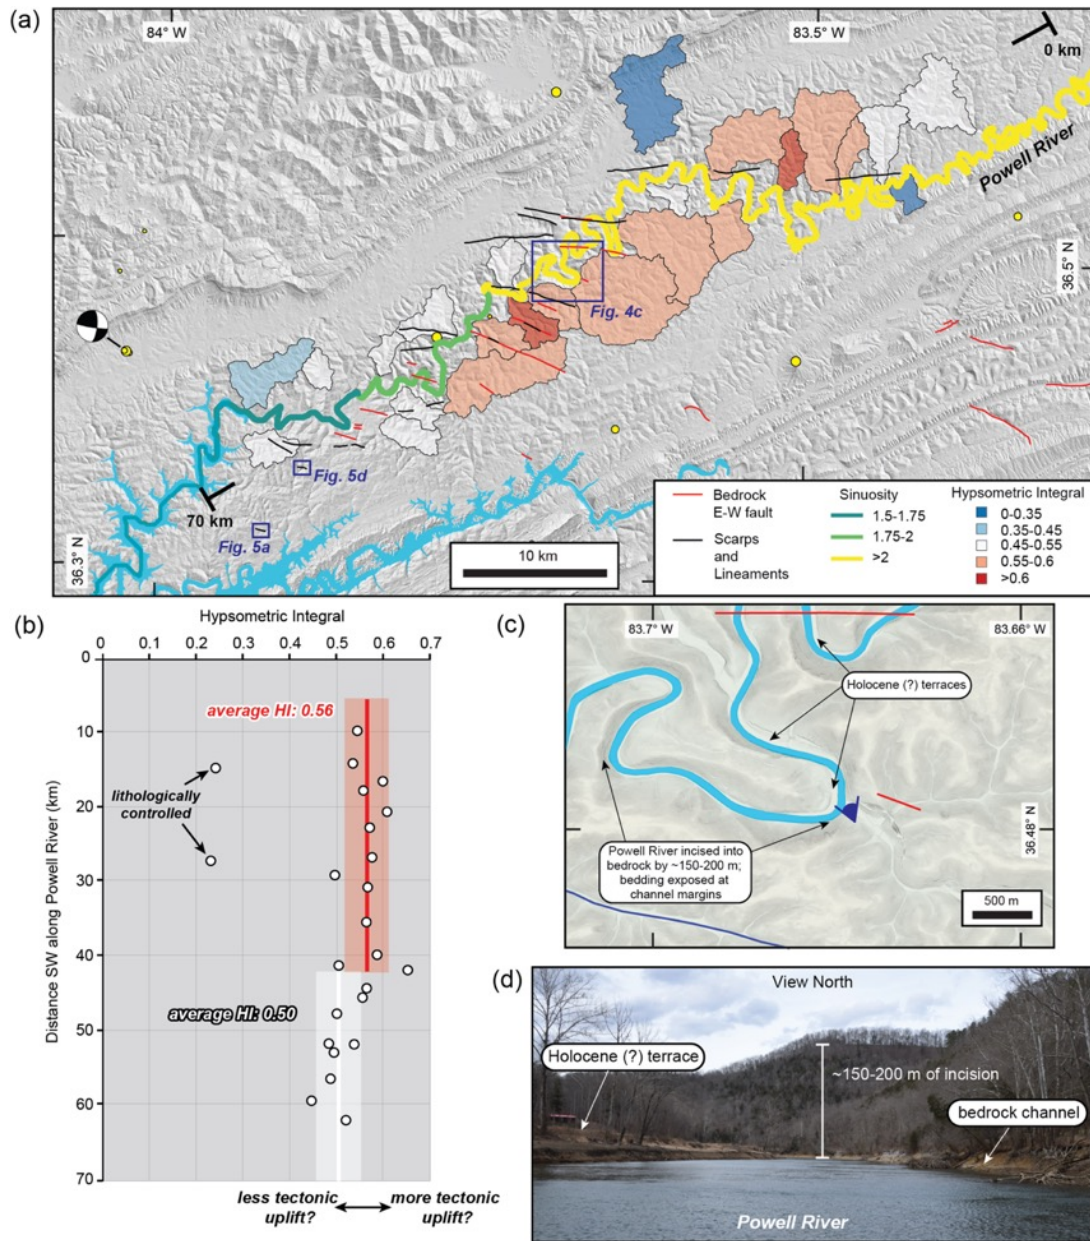 (a)
84° W
83.5° W
0 km
Powell River
36.5° N
Fig. 4c
Fig. 5d
70 km
Fig. 5a
36.3° N
10 km
Bedrock
E-W fault
Scarps
and
Lineaments
Sinuosity
1.5-1.75
1.75-2
>2
Hypsometric Integral
0-0.35
0.35-0.45
0.45-0.55
0.55-0.6
>0.6
(b)
Hypsometric Integral
0 0.1 0.2 0.3 0.4 0.5 0.6 0.7
0
10
20
30
40
50
60
70
Distance SW along Powell River (km)
average HI: 0.56
lithologically
controlled
average HI: 0.50
less tectonic
uplift?
more tectonic
uplift?
(c)
83.7° W
83.66° W
Holocene (?) terraces
36.48° N
Powell River incised into
bedrock by ~150-200 m;
bedding exposed at
channel margins
500 m
(d)
View North
Holocene (?) terrace
~150-200 m of incision
bedrock channel
Powell River